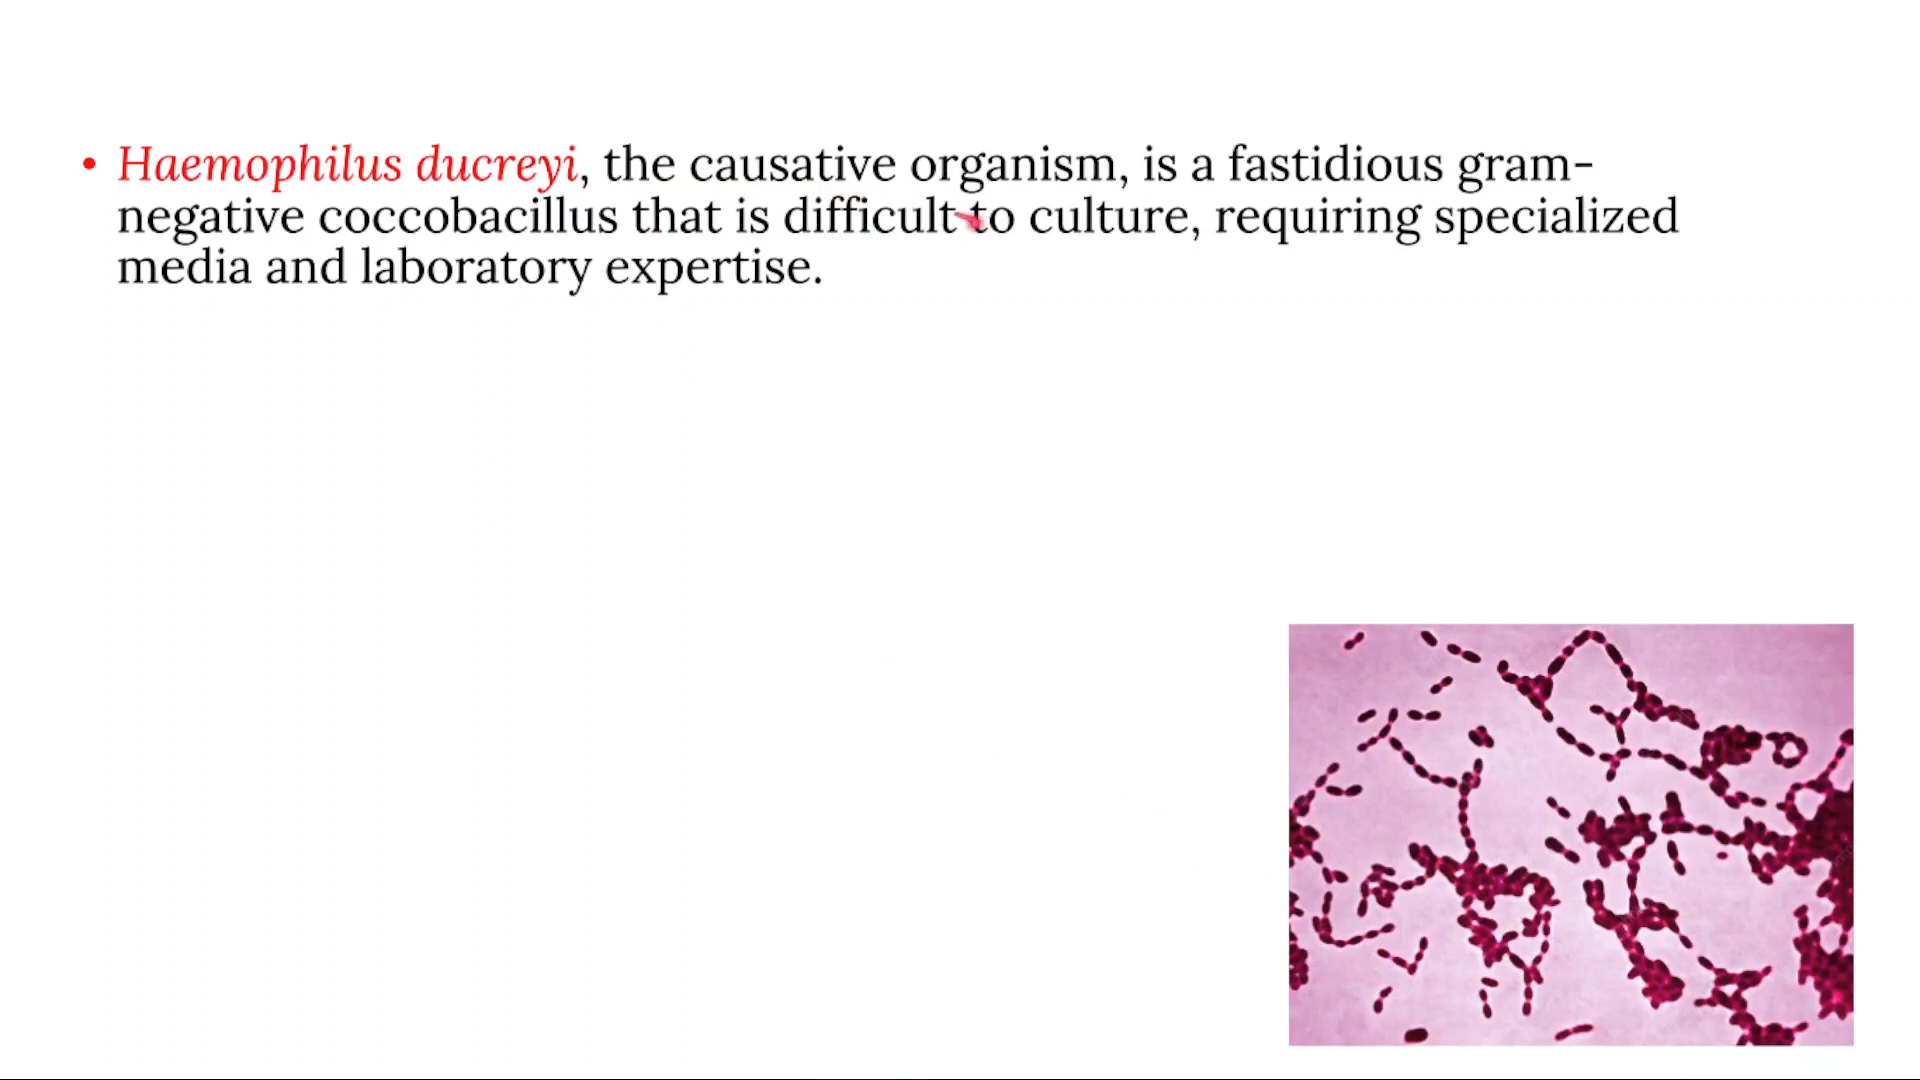 • Haemophilus ducreyi, the causative organism, is a fastidious gram-
negative coccobacillus that is difficult to culture, requiring specialized
media and laboratory expertise.